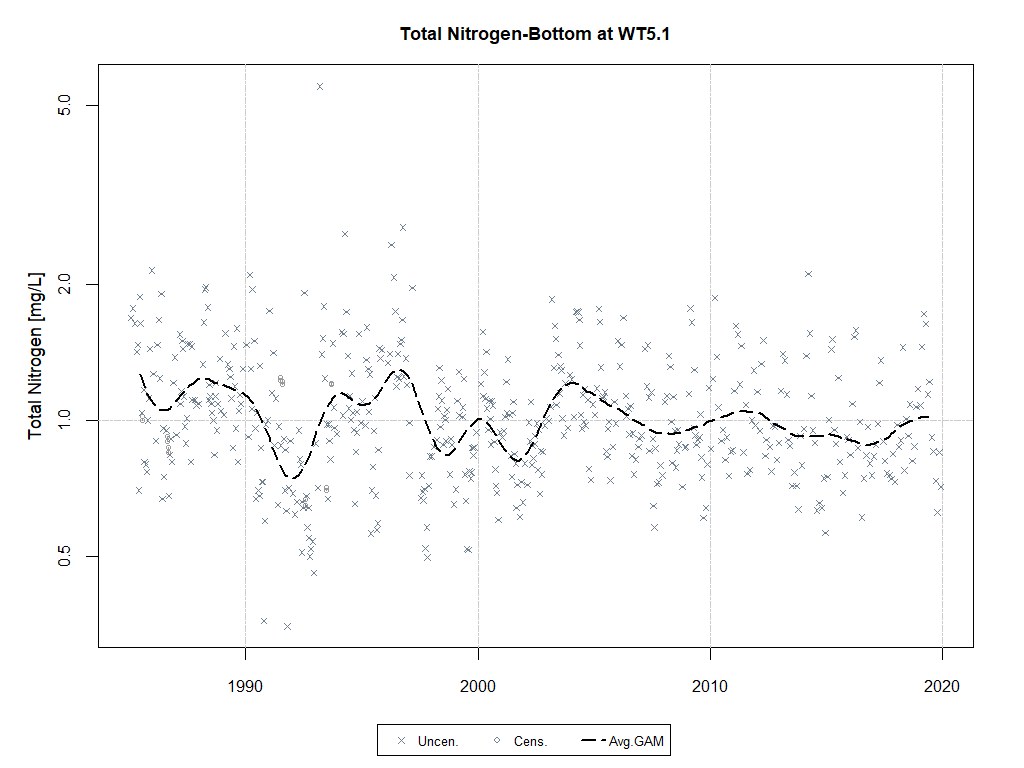 Total Nitrogen-Bottom at WT5.1
Total Nitrogen [mg/L]
5.0
2.0
1.0
0.5
1990 2000 2010 2020
Uncen. Cens. Avg.GAM